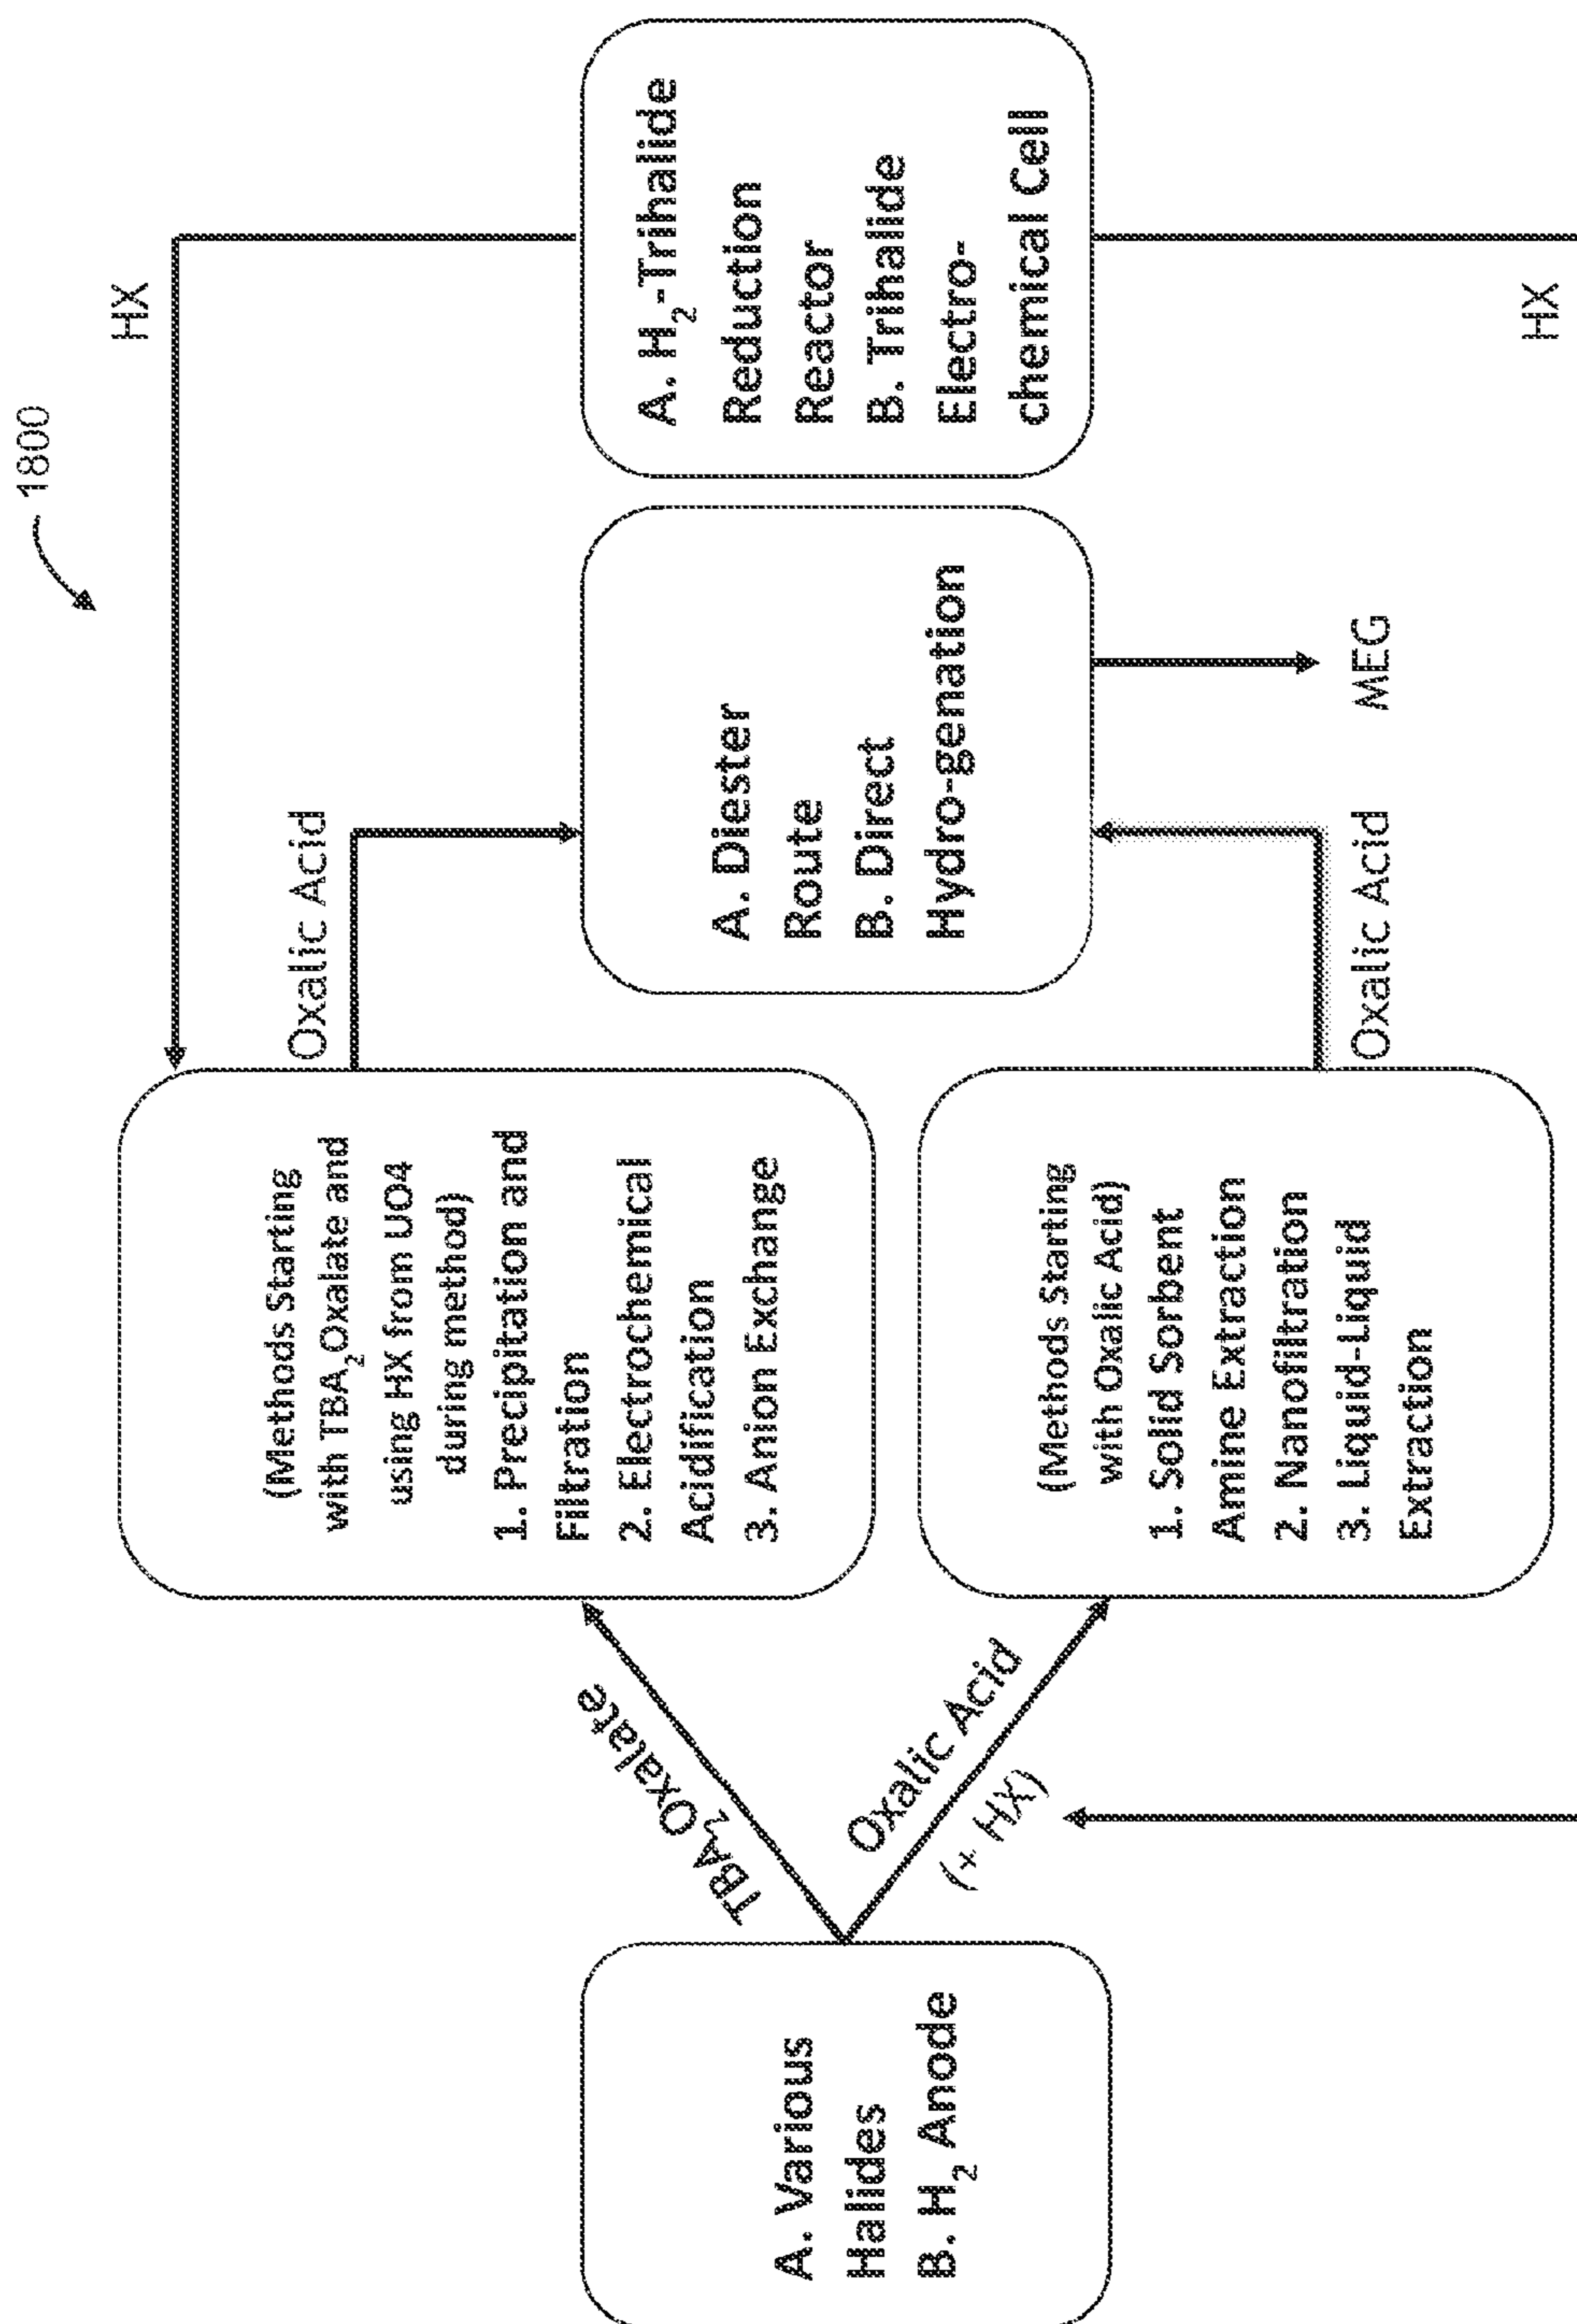 1800
HX
A. Various
Halides
B. H₂ Anode
TBA₂Oxalate
Oxalic Acid
(+ HX)
(Methods Starting
with TBA₂Oxalate and
using HX from UO4
during method)
1. Precipitation and
Filtration
2. Electrochemical
Acidification
3. Anion Exchange
(Methods Starting
with Oxalic Acid)
1. Solid Sorbent
Amine Extraction
2. Nanofiltration
3. Liquid-Liquid
Extraction
Oxalic Acid
Oxalic Acid
A. Diester
Route
B. Direct
Hydro-genation
MEG
A. H₂-Trihalide
Reduction
Reactor
B. Trihalide
Electro-
chemical Cell
HX